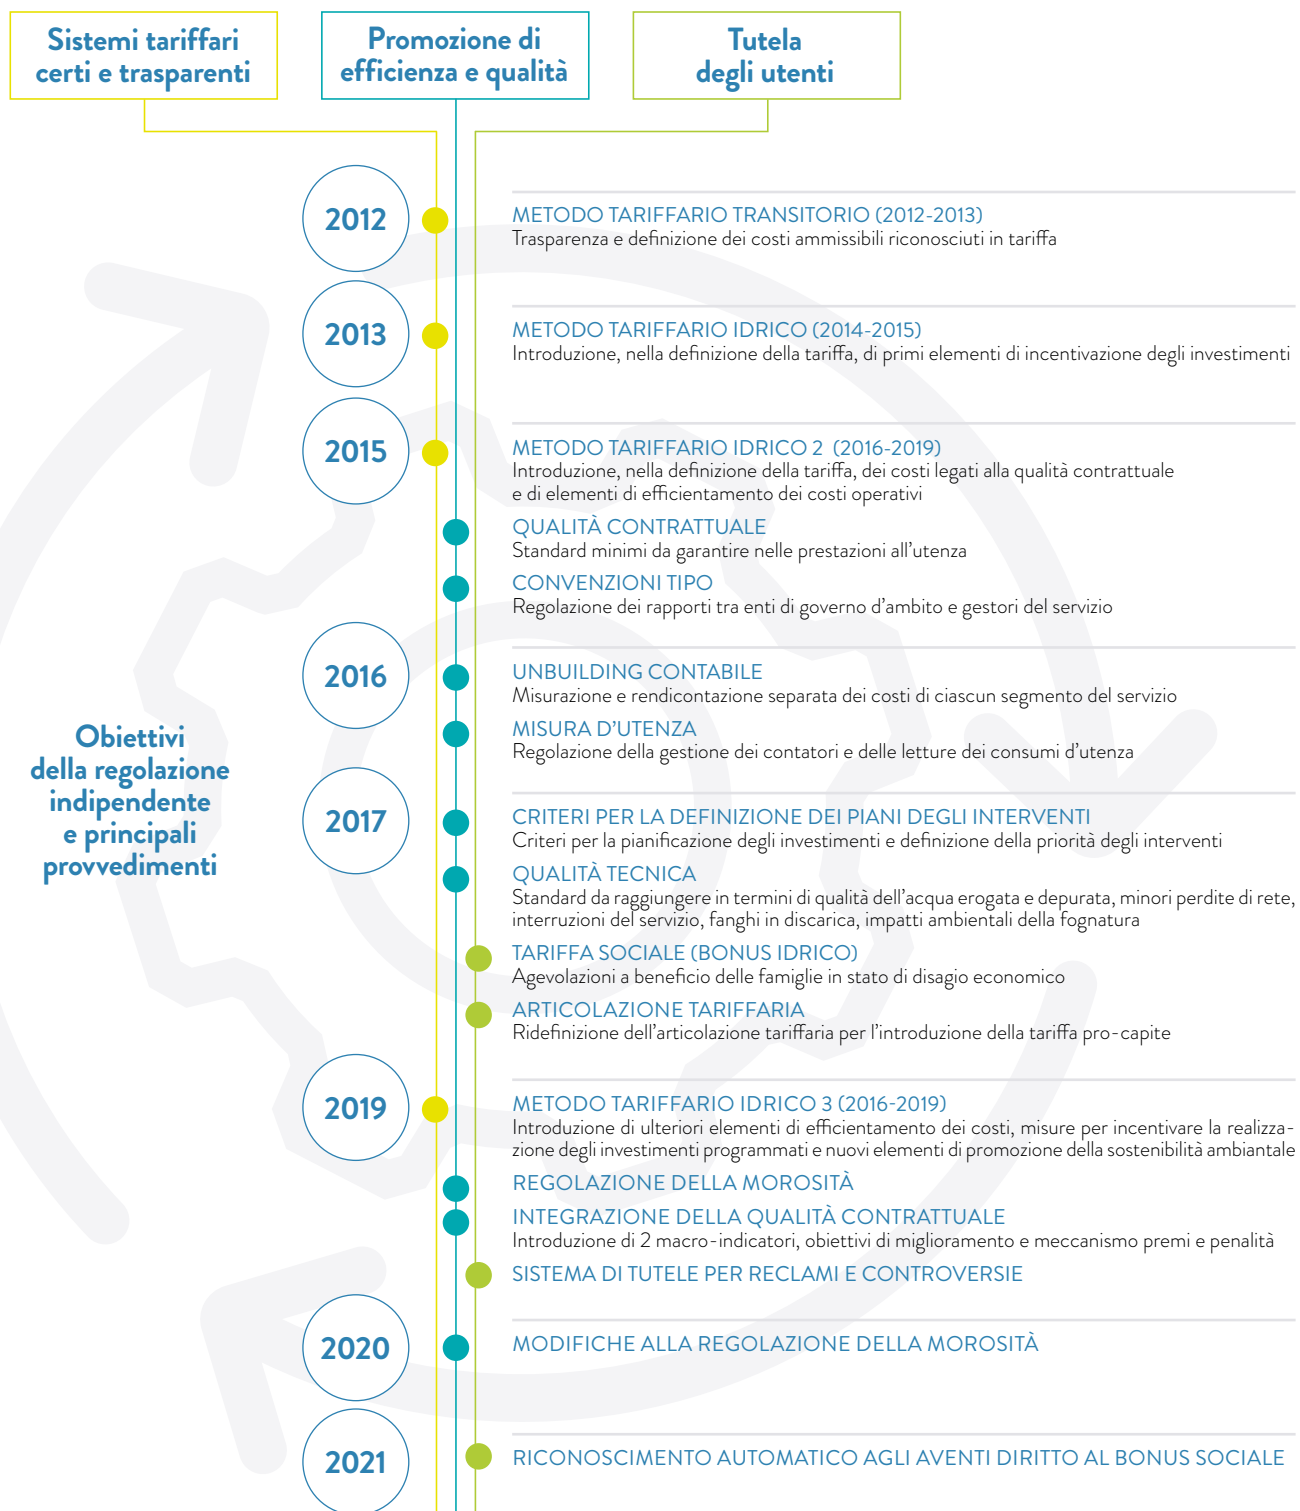 Sistemi tariffari
certi e trasparenti
Promozione di
efficienza e qualità
Tutela
degli utenti
Obiettivi
della regolazione
indipendente
e principali
provvedimenti
2012
METODO TARIFFARIO TRANSITORIO (2012-2013)
Trasparenza e definizione dei costi ammissibili riconosciuti in tariffa
2013
METODO TARIFFARIO IDRICO (2014-2015)
Introduzione, nella definizione della tariffa, di primi elementi di incentivazione degli investimenti
2015
METODO TARIFFARIO IDRICO 2 (2016-2019)
Introduzione, nella definizione della tariffa, dei costi legati alla qualità contrattuale
e di elementi di efficientamento dei costi operativi
QUALITÀ CONTRATTUALE
Standard minimi da garantire nelle prestazioni all'utenza
CONVENZIONI TIPO
Regolazione dei rapporti tra enti di governo d'ambito e gestori del servizio
2016
UNBUILDING CONTABILE
Misurazione e rendicontazione separata dei costi di ciascun segmento del servizio
MISURA D'UTENZA
Regolazione della gestione dei contatori e delle letture dei consumi d'utenza
2017
CRITERI PER LA DEFINIZIONE DEI PIANI DEGLI INTERVENTI
Criteri per la pianificazione degli investimenti e definizione della priorità degli interventi
QUALITÀ TECNICA
Standard da raggiungere in termini di qualità dell'acqua erogata e depurata, minori perdite di rete,
interruzioni del servizio, fanghi in discarica, impatti ambientali della fognatura
TARIFFA SOCIALE (BONUS IDRICO)
Agevolazioni a beneficio delle famiglie in stato di disagio economico
ARTICOLAZIONE TARIFFARIA
Ridefinizione dell'articolazione tariffaria per l'introduzione della tariffa pro-capite
2019
METODO TARIFFARIO IDRICO 3 (2016-2019)
Introduzione di ulteriori elementi di efficientamento dei costi, misure per incentivare la realizza-
zione degli investimenti programmati e nuovi elementi di promozione della sostenibilità ambiantale
REGOLAZIONE DELLA MOROSITÀ
INTEGRAZIONE DELLA QUALITÀ CONTRATTUALE
Introduzione di 2 macro-indicatori, obiettivi di miglioramento e meccanismo premi e penalità
SISTEMA DI TUTELE PER RECLAMI E CONTROVERSIE
2020
MODIFICHE ALLA REGOLAZIONE DELLA MOROSITÀ
2021
RICONOSCIMENTO AUTOMATICO AGLI AVENTI DIRITTO AL BONUS SOCIALE